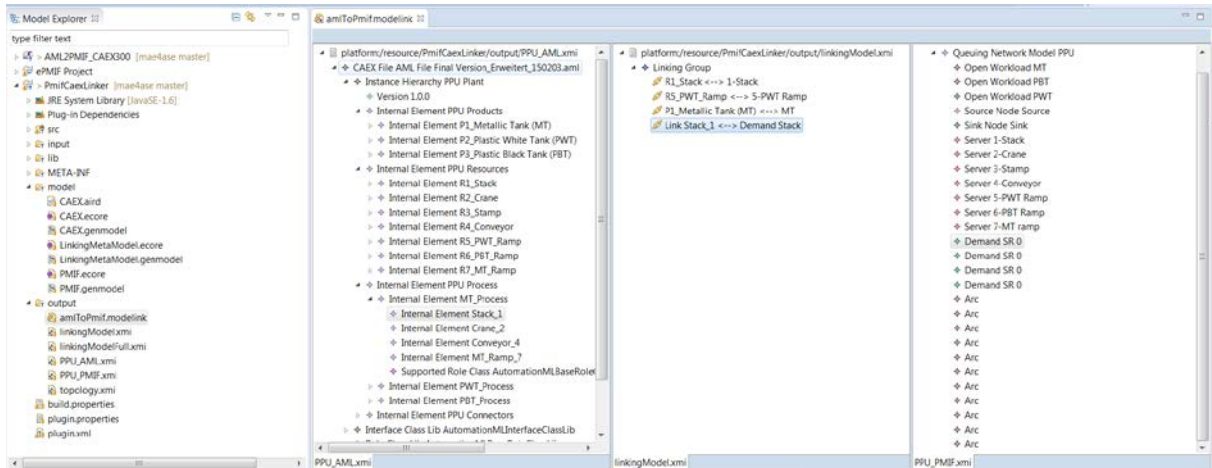 Model Explorer
type filter text
> AML2PMIF_CAEX300 [mae4ase master]
ePMIF Project
> PmifCaexLinker [mae4ase master]
JRE System Library [JavaSE-1.6]
Plug-in Dependencies
> src
input
lib
META-INF
model
CAEX.aird
CAEX.ecore
CAEX.genmodel
LinkingMetaModel.ecore
LinkingMetaModel.genmodel
PMIF.ecore
PMIF.genmodel
output
amlToPmif.modelink
linkingModel.xmi
linkingModelFull.xmi
PPU_AML.xmi
PPU_PMIF.xmi
topology.xmi
build.properties
plugin.properties
plugin.xml
amlToPmif.modelink
platform:/resource/PmifCaexLinker/output/PPU_AML.xmi
CAEX File AML File Final Version_Erweitert_150203.aml
Instance Hierarchy PPU Plant
Version 1.0.0
Internal Element PPU Products
Internal Element P1_Metallic Tank (MT)
Internal Element P2_Plastic White Tank (PWT)
Internal Element P3_Plastic Black Tank (PBT)
Internal Element PPU Resources
Internal Element R1_Stack
Internal Element R2_Crane
Internal Element R3_Stamp
Internal Element R4_Conveyor
Internal Element R5_PWT_Ramp
Internal Element R6_PBT_Ramp
Internal Element R7_MT_Ramp
Internal Element PPU Process
Internal Element MT_Process
Internal Element Stack_1
Internal Element Crane_2
Internal Element Conveyor_4
Internal Element MT_Ramp_7
Supported Role Class AutomationMLBaseRole
Internal Element PWT_Process
Internal Element PBT_Process
Internal Element PPU Connectors
Interface Class Lib AutomationMLInterfaceClassLib
PPU_AML.xmi
platform:/resource/PmifCaexLinker/output/linkingModel.xmi
Linking Group
R1_Stack <--> 1-Stack
R5_PWT_Ramp <--> 5-PWT Ramp
P1_Metallic Tank (MT) <--> MT
Link Stack_1 <--> Demand Stack
linkingModel.xmi
Queuing Network Model PPU
Open Workload MT
Open Workload PBT
Open Workload PWT
Source Node Source
Sink Node Sink
Server 1-Stack
Server 2-Crane
Server 3-Stamp
Server 4-Conveyor
Server 5-PWT Ramp
Server 6-PBT Ramp
Server 7-MT ramp
Demand SR 0
Demand SR 0
Demand SR 0
Demand SR 0
Arc
Arc
Arc
Arc
Arc
Arc
Arc
Arc
Arc
Arc
Arc
PPU_PMIF.xmi